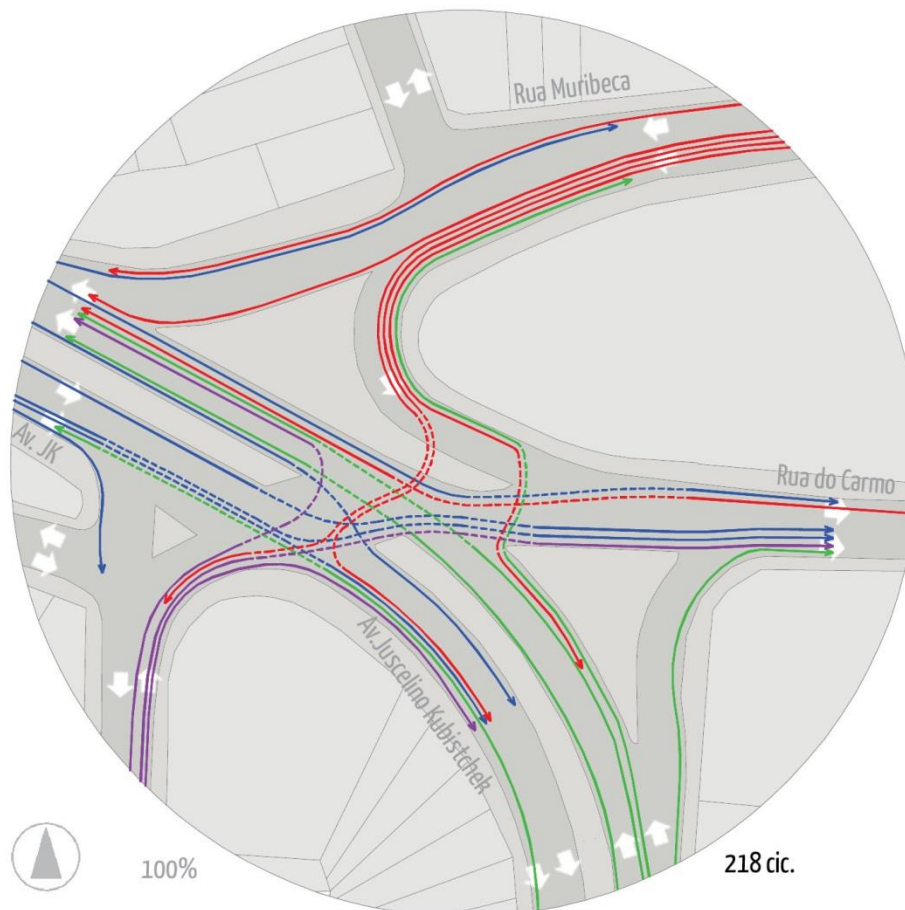 Rua Muribeca
Av. JK
Rua do Carmo
Av.Juscelino Kubistchek
100%
218 cic.